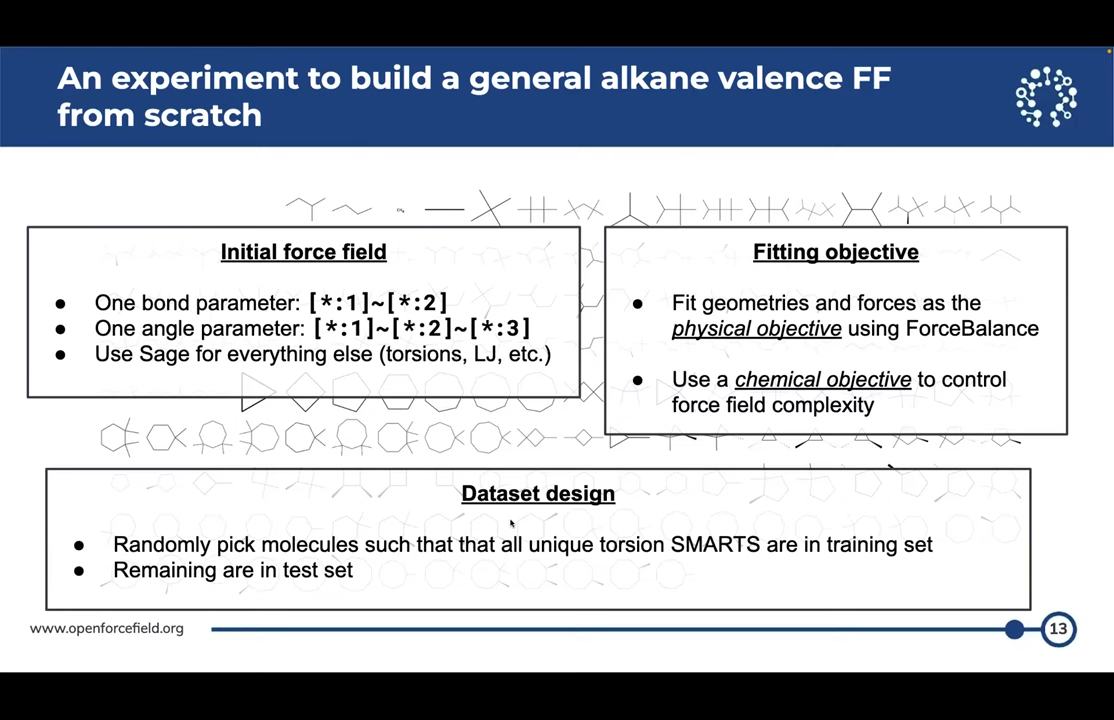 An experiment to build a general alkane valence FF
from scratch
Initial force field
● One bond parameter: [*:1]~[*:2]
● One angle parameter: [*:1]~[*:2]~[*:3]
● Use Sage for everything else (torsions, LJ, etc.)
Fitting objective
● Fit geometries and forces as the
physical objective using ForceBalance
● Use a chemical objective to control
force field complexity
Dataset design
● Randomly pick molecules such that that all unique torsion SMARTS are in training set
● Remaining are in test set
www.openforcefield.org
13